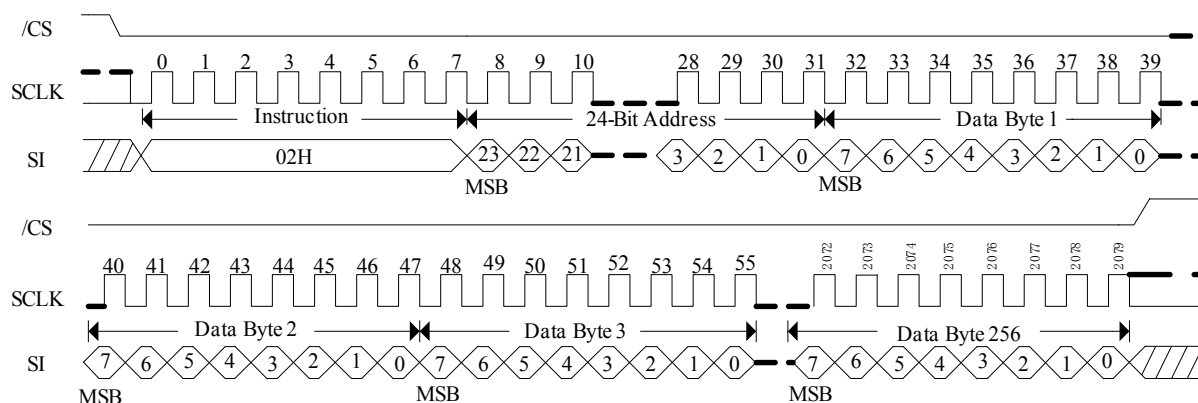 /CS
0 1 2 3 4 5 6 7 8 9 10 28 29 30 31 32 33 34 35 36 37 38 39
SCLK
Instruction 24-Bit Address Data Byte 1
SI 02H 23 22 21 3 2 1 0 7 6 5 4 3 2 1 0
MSB MSB
/CS
40 41 42 43 44 45 46 47 48 49 50 51 52 53 54 55 2072 2073 2074 2075 2076 2077 2078 2079
SCLK
Data Byte 2 Data Byte 3 Data Byte 256
SI 7 6 5 4 3 2 1 0 7 6 5 4 3 2 1 0 7 6 5 4 3 2 1 0
MSB MSB MSB